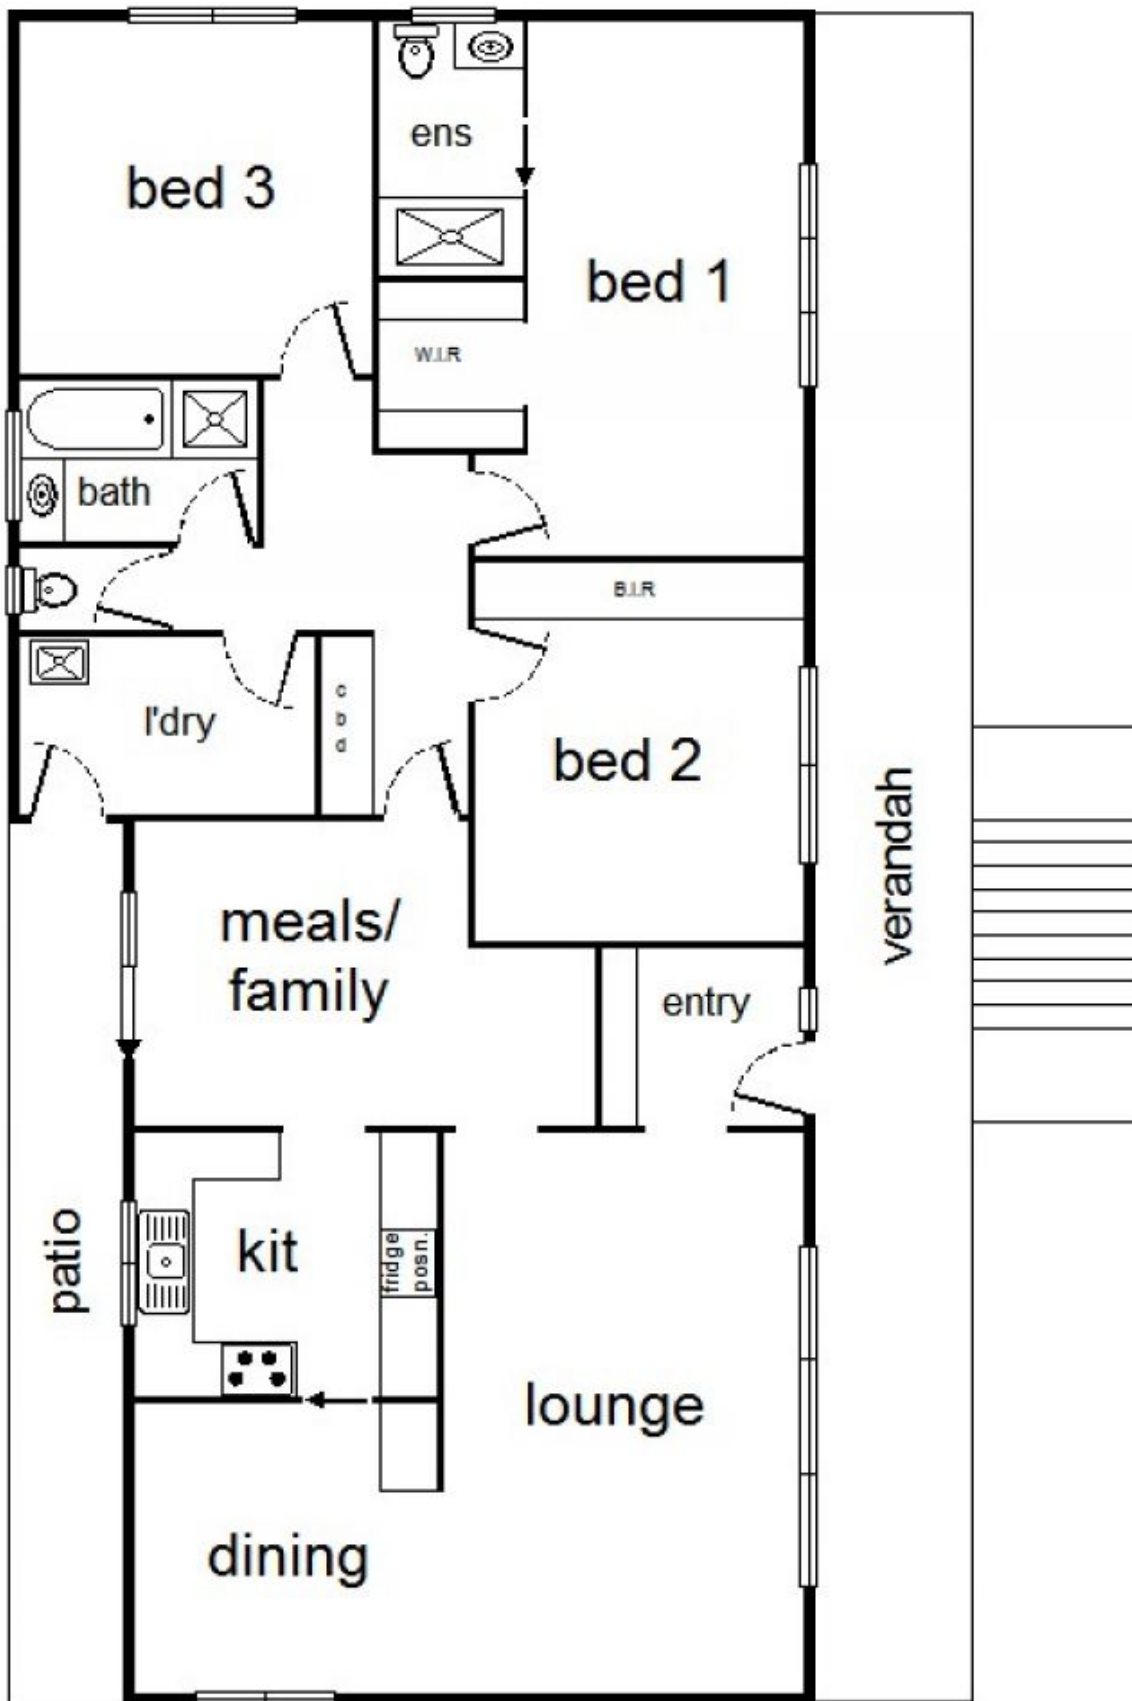 ens
bed 3
bed 1
W.I.R
bath
B.I.R
c
b
d
l'dry
bed 2
verandah
meals/
family
entry
patio
kit
fridge
posn.
lounge
dining